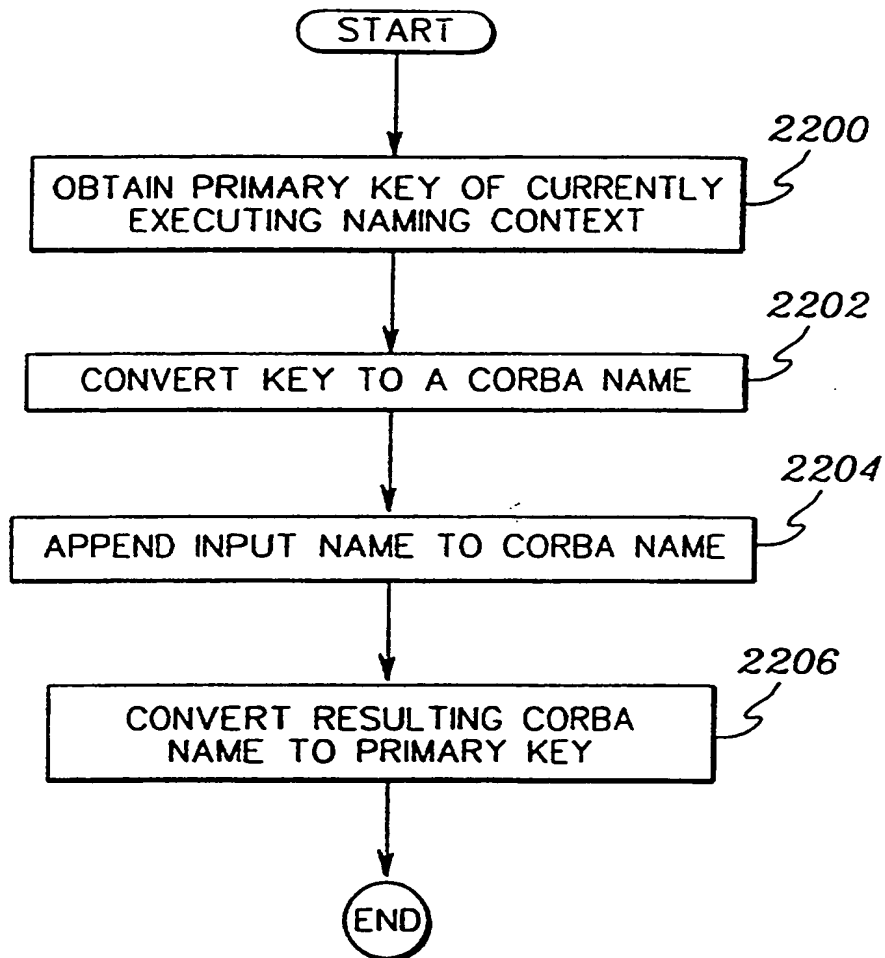 START
2200
OBTAIN PRIMARY KEY OF CURRENTLY
EXECUTING NAMING CONTEXT
2202
CONVERT KEY TO A CORBA NAME
2204
APPEND INPUT NAME TO CORBA NAME
2206
CONVERT RESULTING CORBA
NAME TO PRIMARY KEY
END